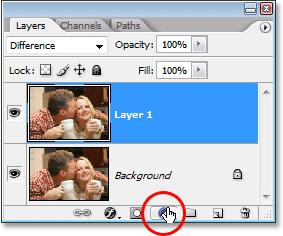 Layers Channels Paths
Difference Opacity: 100%
Lock: Fill: 100%
Layer 1
Background